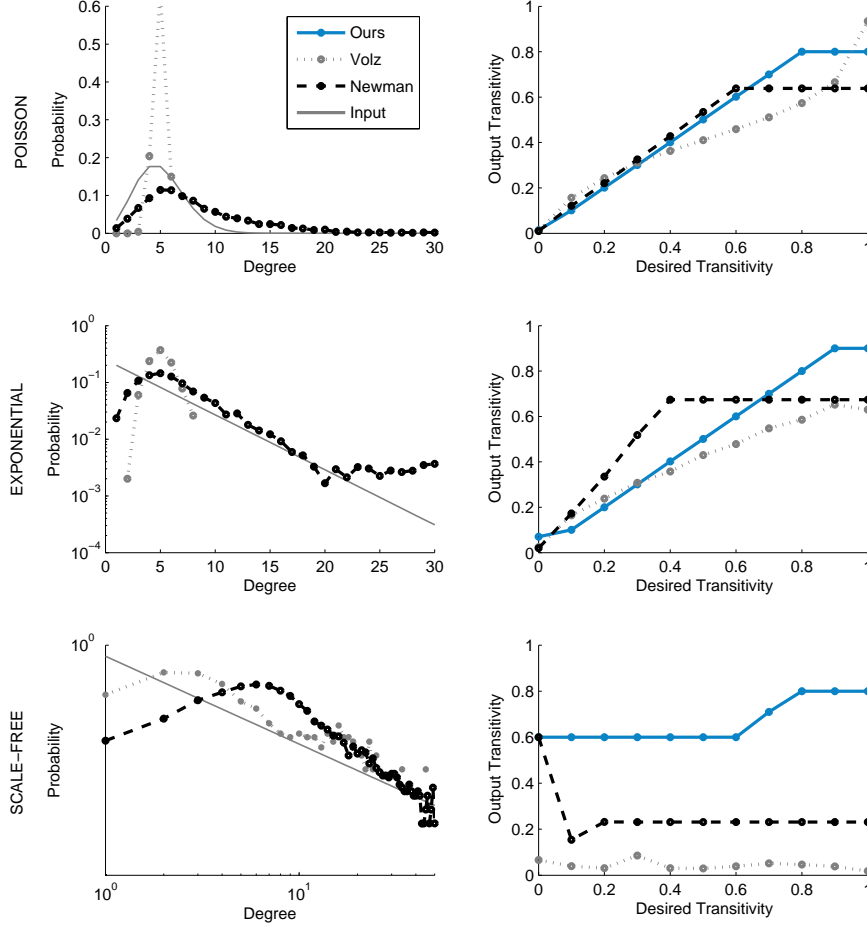 POISSON
Probability
0.6
0.5
0.4
0.3
0.2
0.1
0
0 5 10 15 20 25 30
Degree
Ours
Volz
Newman
Input
Output Transitivity
1
0.8
0.6
0.4
0.2
0
0 0.2 0.4 0.6 0.8 1
Desired Transitivity
EXPONENTIAL
Probability
10^0
10^−1
10^−2
10^−3
10^−4
0 5 10 15 20 25 30
Degree
Output Transitivity
1
0.8
0.6
0.4
0.2
0
0 0.2 0.4 0.6 0.8 1
Desired Transitivity
SCALE−FREE
Probability
10^0
10^0 10^1
Degree
Output Transitivity
1
0.8
0.6
0.4
0.2
0
0 0.2 0.4 0.6 0.8 1
Desired Transitivity